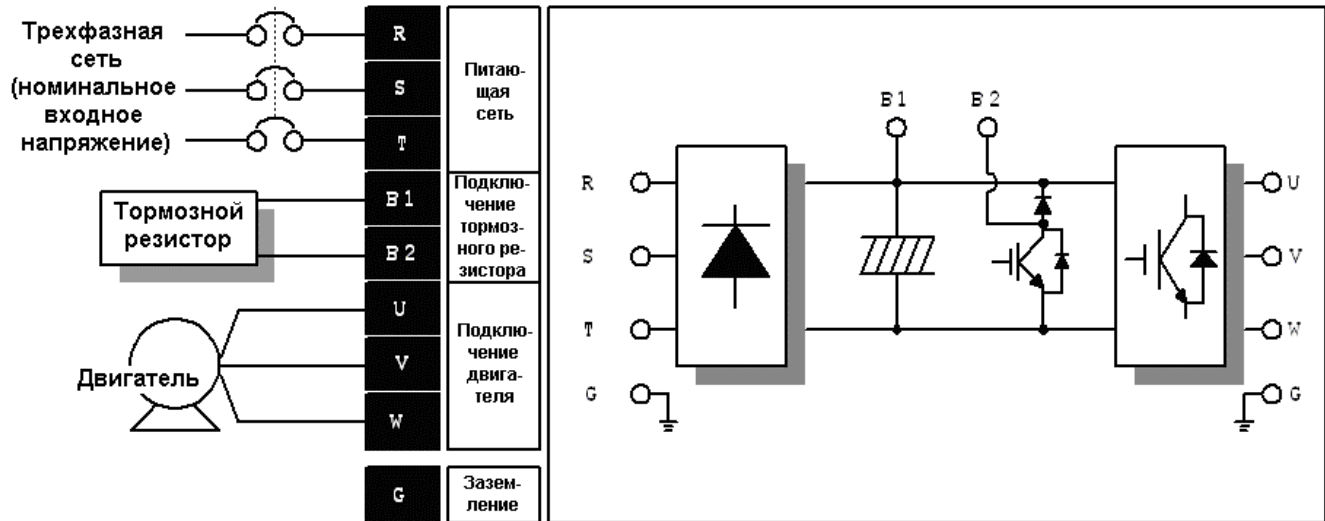 Трехфазная
сеть
(номинальное
входное
напряжение)
R
S
T
Питаю-
щая
сеть
Тормозной
резистор
B1
B2
Подклю-
чение
тормоз-
ного ре-
зистора
Двигатель
U
V
W
Подклю-
чение
двига-
теля
G
Зазем-
ление
B1 B2
R
S
T
G
U
V
W
G